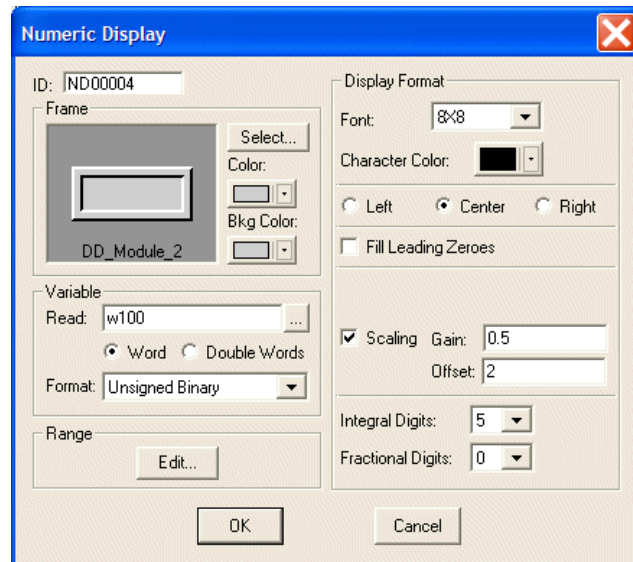 Numeric Display
ID: ND00004
Frame
Select...
Color:
Bkg Color:
DD_Module_2
Variable
Read: w100 ...
Word Double Words
Format: Unsigned Binary
Range
Edit...
Display Format
Font: 8X8
Character Color:
Left Center Right
Fill Leading Zeroes
Scaling Gain: 0.5
Offset: 2
Integral Digits: 5
Fractional Digits: 0
OK Cancel